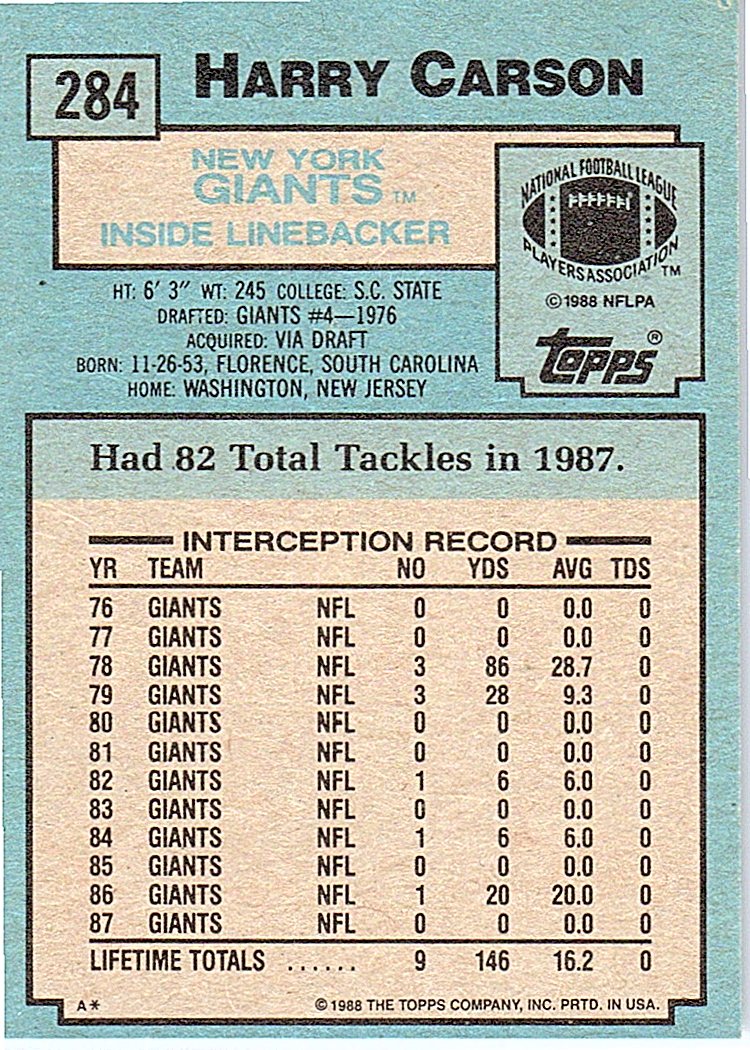 284
HARRY CARSON
NEW YORK
GIANTS™
INSIDE LINEBACKER
NATIONAL FOOTBALL LEAGUE
PLAYERS ASSOCIATION™
©1988 NFLPA
TOPPS®
HT: 6′ 3″ WT: 245 COLLEGE: S.C. STATE
DRAFTED: GIANTS #4—1976
ACQUIRED: VIA DRAFT
BORN: 11-26-53, FLORENCE, SOUTH CAROLINA
HOME: WASHINGTON, NEW JERSEY
Had 82 Total Tackles in 1987.
INTERCEPTION RECORD
YR TEAM NO YDS AVG TDS
76 GIANTS NFL 0 0 0.0 0
77 GIANTS NFL 0 0 0.0 0
78 GIANTS NFL 3 86 28.7 0
79 GIANTS NFL 3 28 9.3 0
80 GIANTS NFL 0 0 0.0 0
81 GIANTS NFL 0 0 0.0 0
82 GIANTS NFL 1 6 6.0 0
83 GIANTS NFL 0 0 0.0 0
84 GIANTS NFL 1 6 6.0 0
85 GIANTS NFL 0 0 0.0 0
86 GIANTS NFL 1 20 20.0 0
87 GIANTS NFL 0 0 0.0 0
LIFETIME TOTALS ...... 9 146 16.2 0
A* ©1988 THE TOPPS COMPANY, INC. PRTD. IN USA.